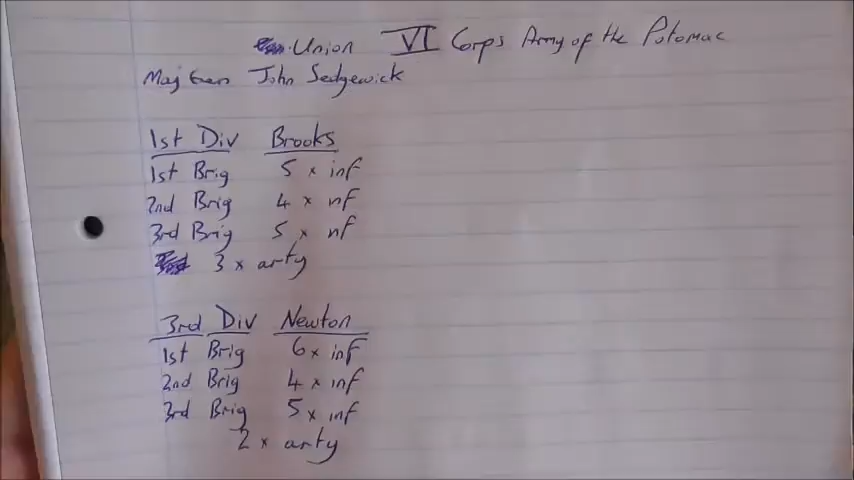 Union VI Corps Army of the Potomac
Maj Gen John Sedgewick
1st Div Brooks
1st Brig 5 x inf
2nd Brig 4 x nf
3rd Brig 5 x nf
3 x arty
3rd Div Newton
1st Brig 6 x inf
2nd Brig 4 x inf
3rd Brig 5 x inf
2 x arty